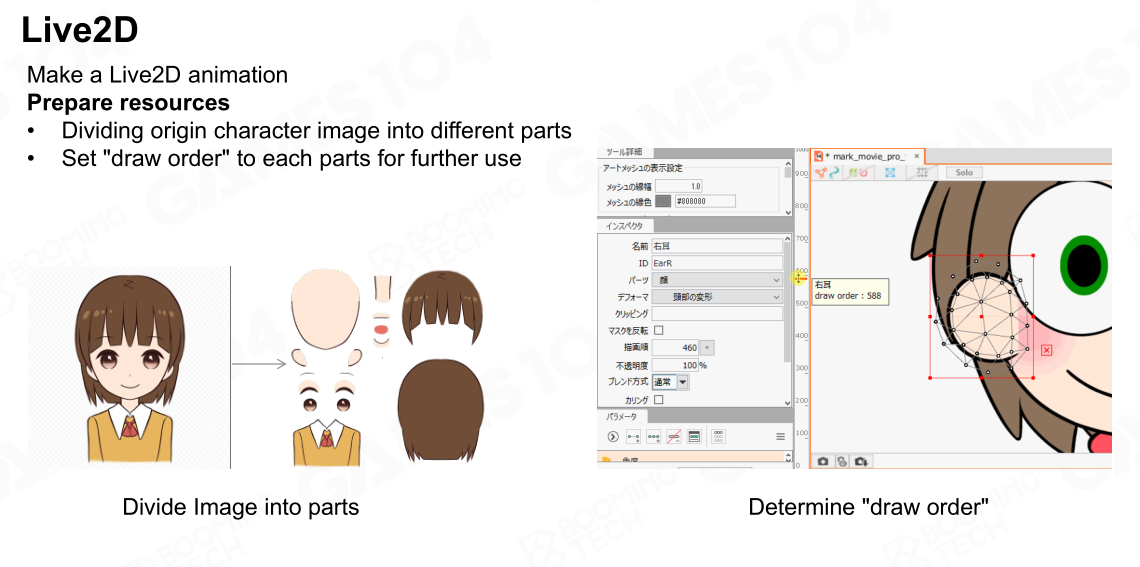 Live2D
Make a Live2D animation
Prepare resources
• Dividing origin character image into different parts
• Set "draw order" to each parts for further use
ツール詳細
アートメッシュの表示設定
メッシュの線幅 1.0
メッシュの線色 #808080
インスペクタ
名前 右耳
ID EarR
パーツ 顔
デフォーマ 頭部の変形
クリッピング
マスクを反転
描画順 460
不透明度 100 %
ブレンド方式 通常
カリング
パラメータ
900
800
700
600
500
400
300
200
100
0
* mark_movie_pro_
Solo
右耳
draw order : 588
Divide Image into parts
Determine "draw order"
GAMES 104
BOOMING TECH